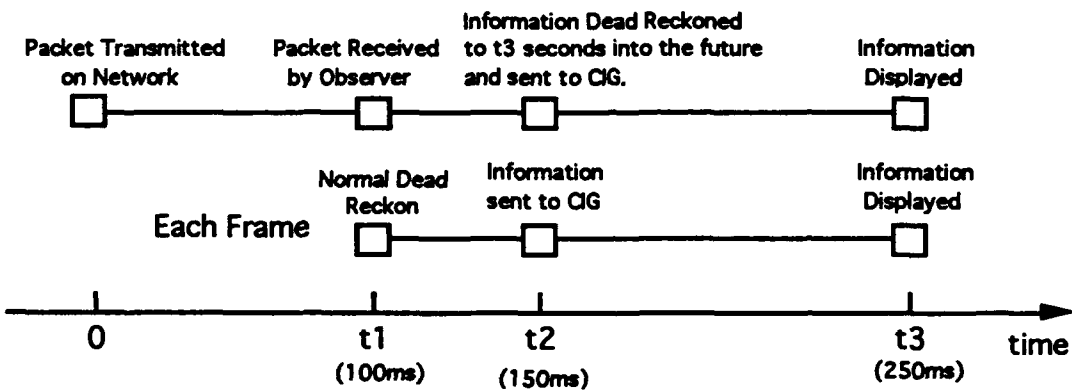 Packet Transmitted
on Network
Packet Received
by Observer
Information Dead Reckoned
to t3 seconds into the future
and sent to CIG.
Information
Displayed
Each Frame
Normal Dead
Reckon
Information
sent to CIG
Information
Displayed
0
t1
(100ms)
t2
(150ms)
t3
(250ms)
time